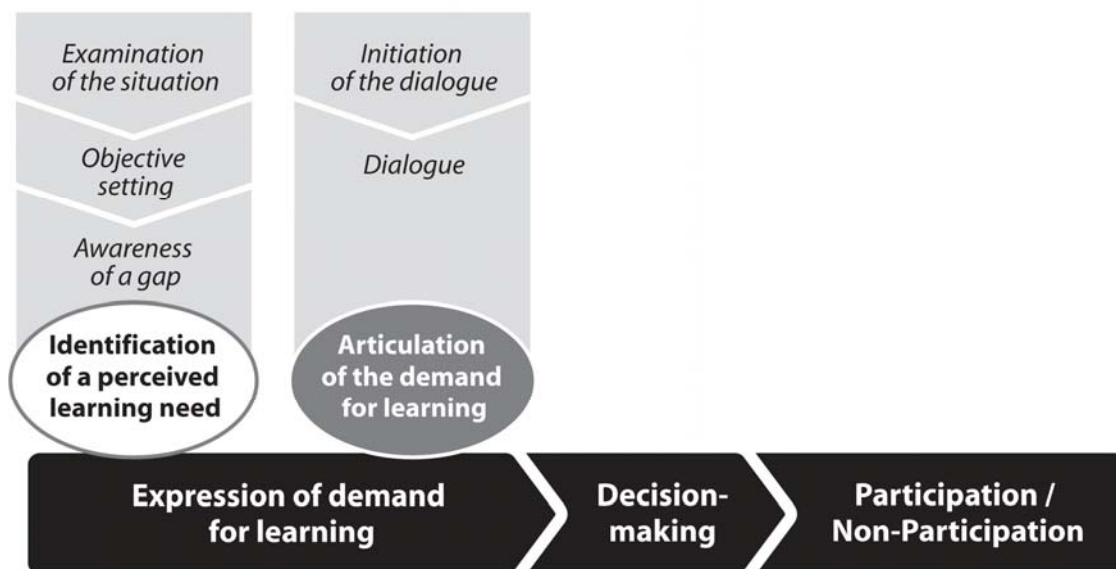 Examination
of the situation
Objective
setting
Awareness
of a gap
Identification
of a perceived
learning need
Initiation
of the dialogue
Dialogue
Articulation
of the demand
for learning
Expression of demand
for learning
Decision-
making
Participation /
Non-Participation